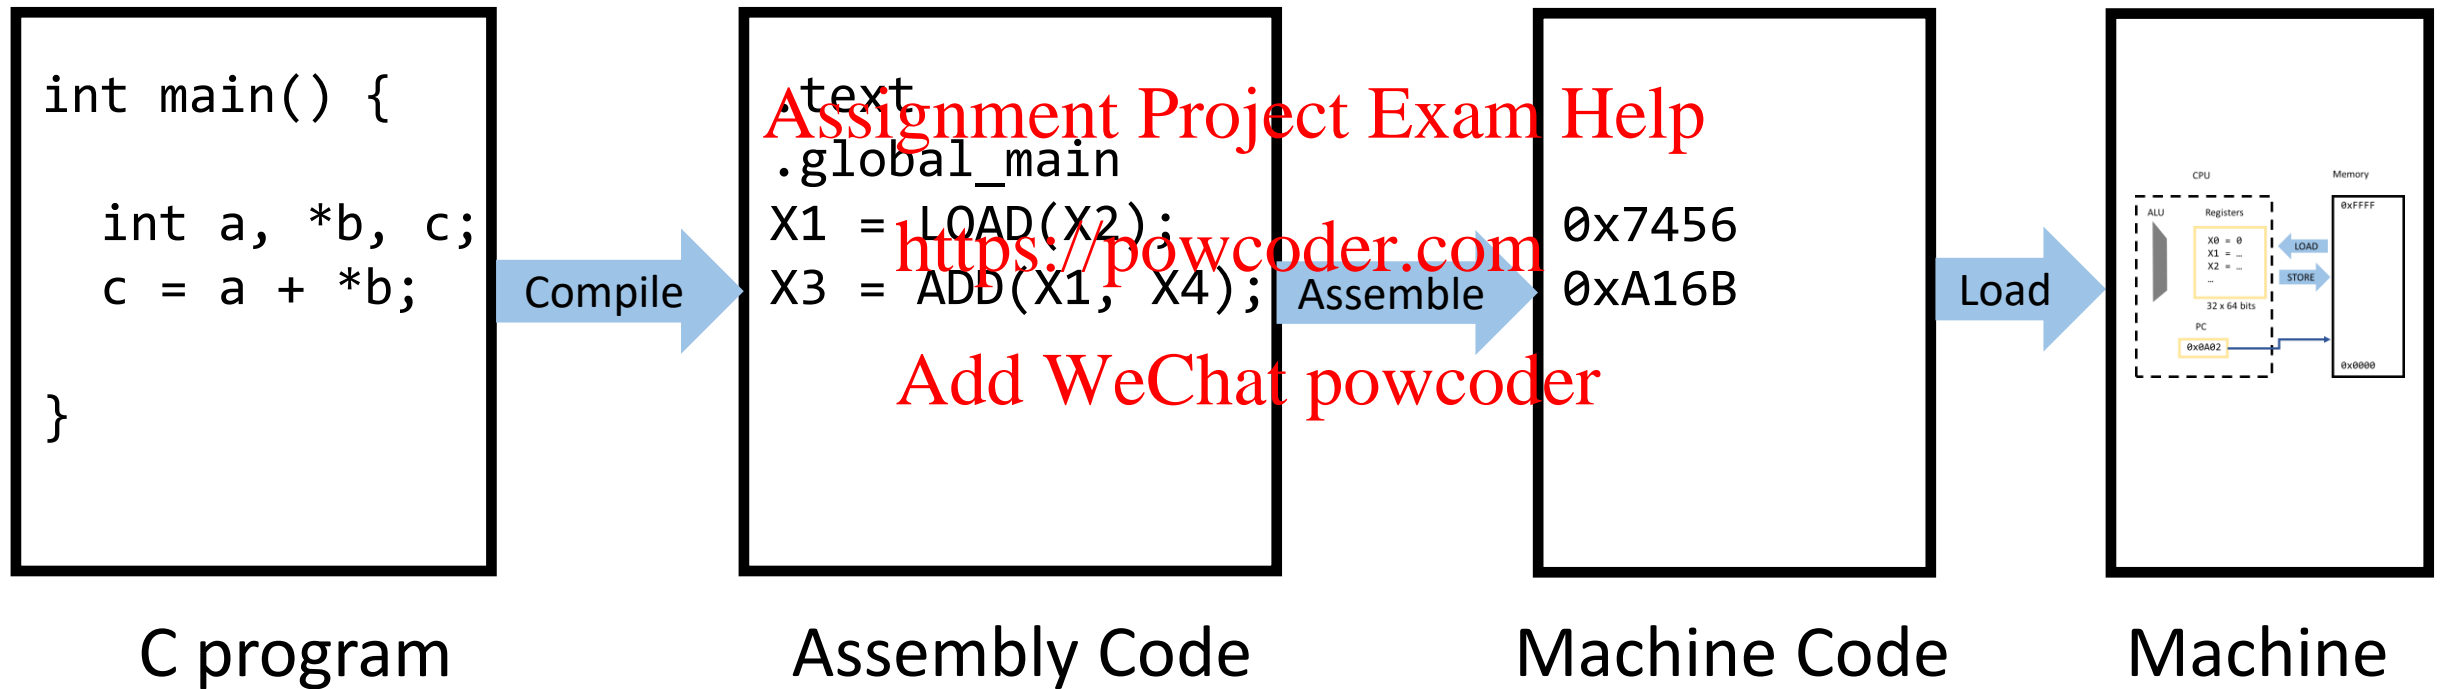 int main() {
int a, *b, c;
c = a + *b;
}
Compile
.text
.global_main
X1 = LOAD(X2);
X3 = ADD(X1, X4);
Assignment Project Exam Help
https://powcoder.com
Add WeChat powcoder
Assemble
0x7456
0xA16B
Load
CPU
Memory
ALU
Registers
X0 = 0
X1 = …
X2 = …
…
32 x 64 bits
PC
0x0A02
LOAD
STORE
0xFFFF
0x0000
C program
Assembly Code
Machine Code
Machine